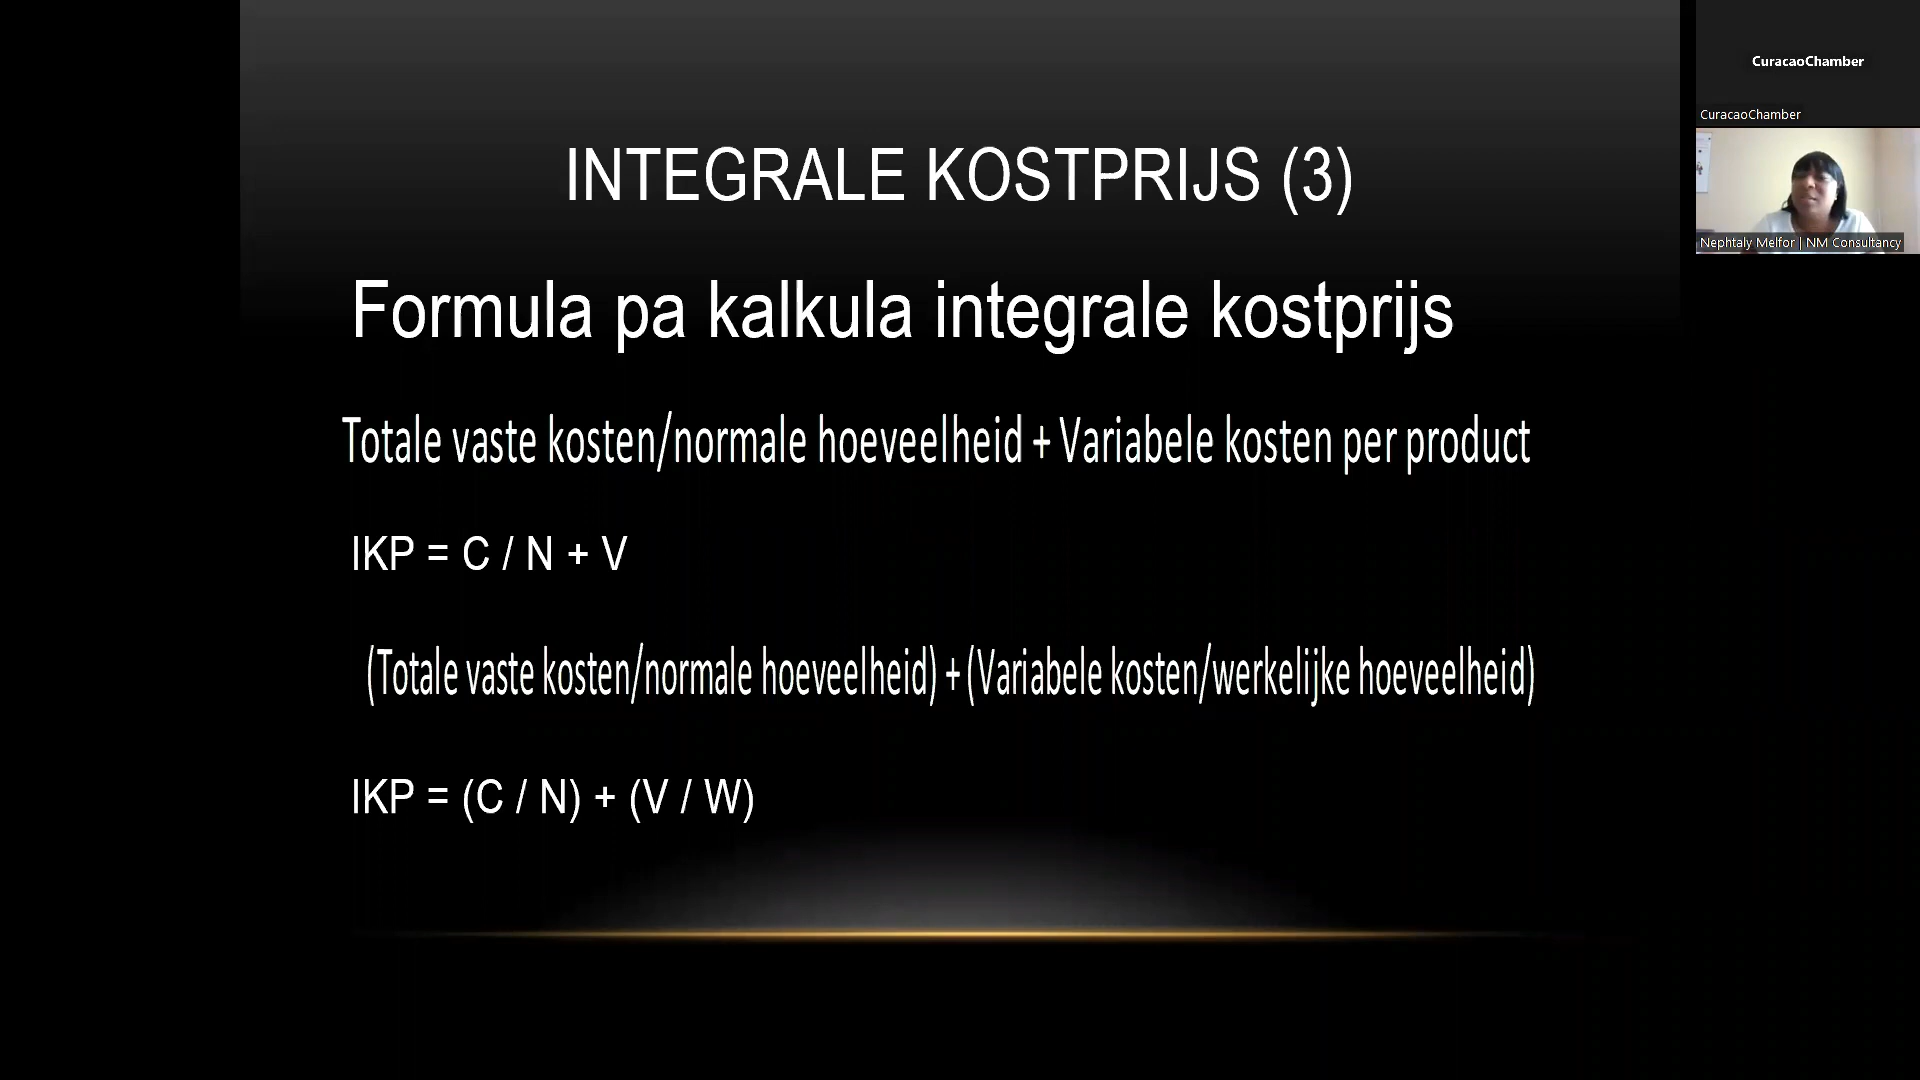 INTEGRALE KOSTPRIJS (3)
Formula pa kalkula integrale kostprijs
Totale vaste kosten/normale hoeveelheid + Variabele kosten per product
IKP = C / N + V
(Totale vaste kosten/normale hoeveelheid) + (Variabele kosten/werkelijke hoeveelheid)
IKP = (C / N) + (V / W)
CuracaoChamber
CuracaoChamber
Nephtaly Melfor | NM Consultancy